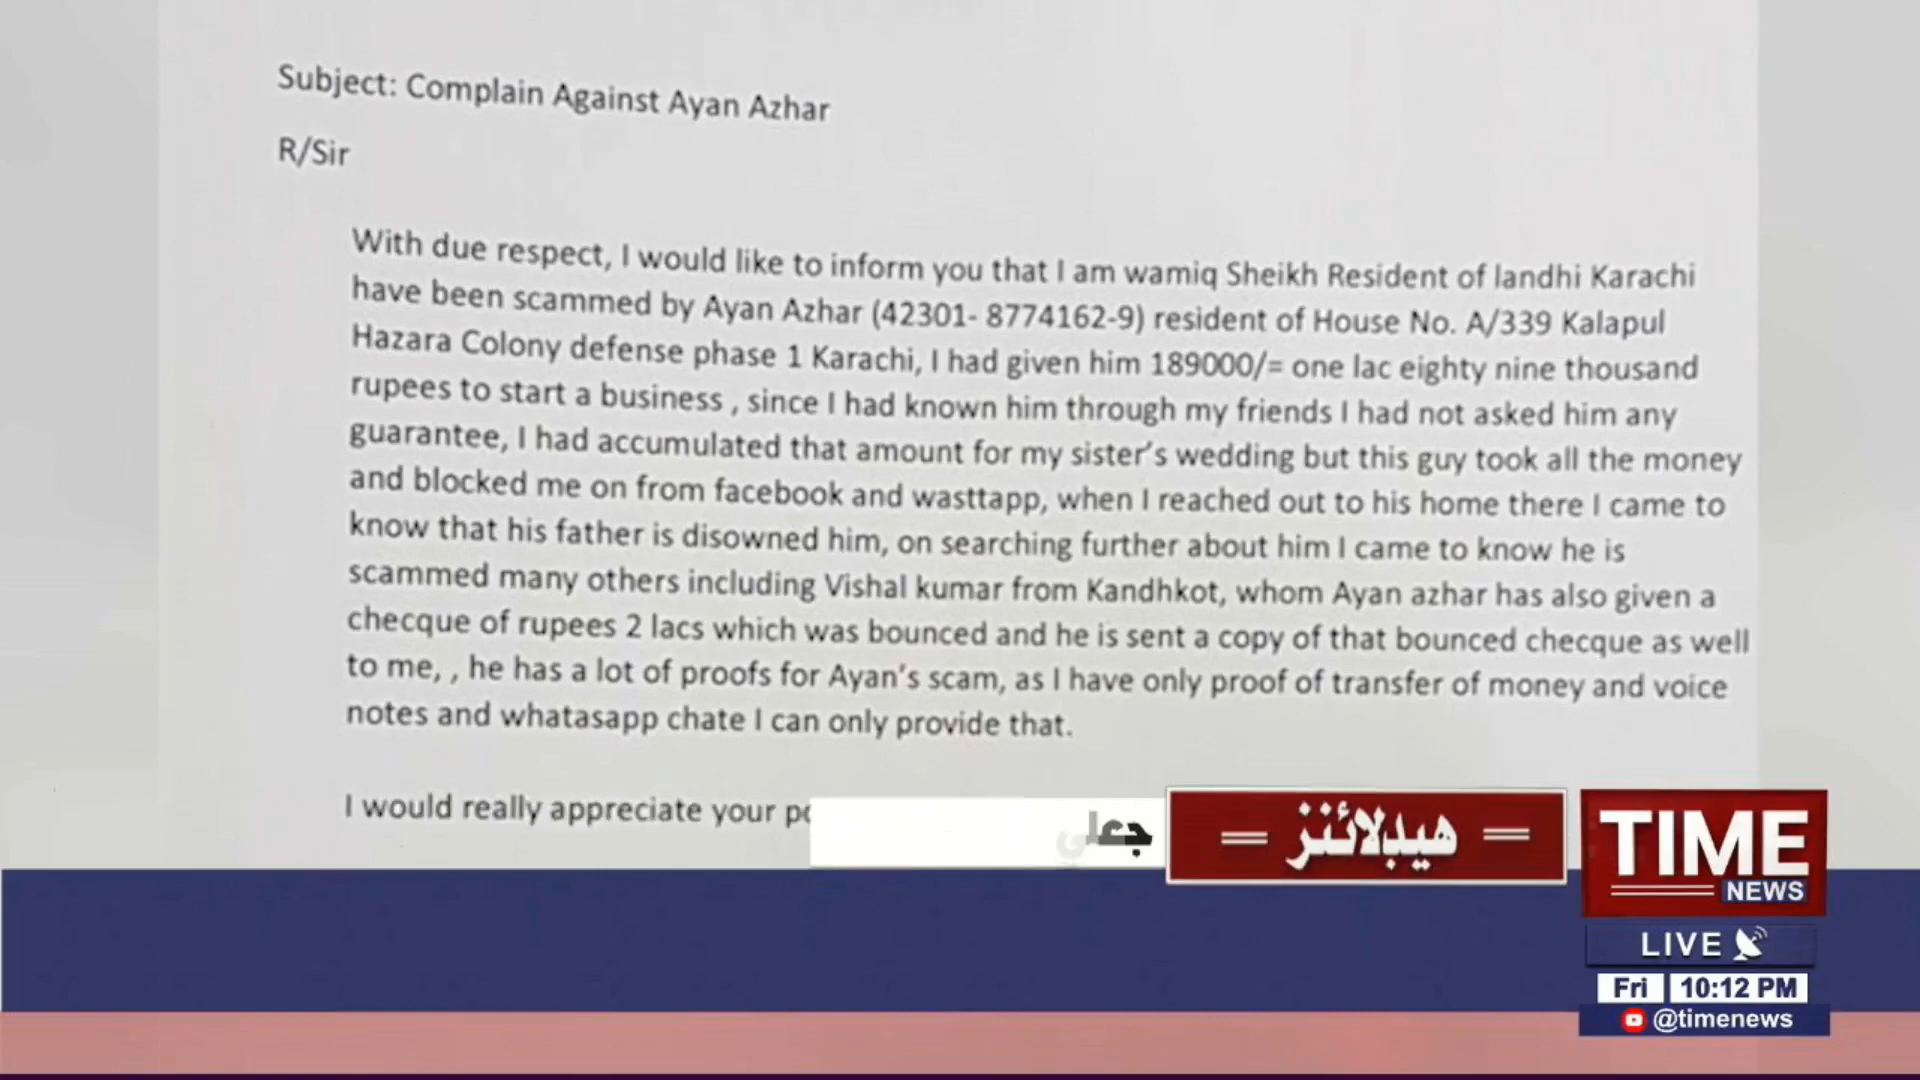 Subject: Complain Against Ayan Azhar
R/Sir
With due respect, I would like to inform you that I am wamiq Sheikh Resident of landhi Karachi
have been scammed by Ayan Azhar (42301- 8774162-9) resident of House No. A/339 Kalapul
Hazara Colony defense phase 1 Karachi, I had given him 189000/= one lac eighty nine thousand
rupees to start a business , since I had known him through my friends I had not asked him any
guarantee, I had accumulated that amount for my sister's wedding but this guy took all the money
and blocked me on from facebook and wasttapp, when I reached out to his home there I came to
know that his father is disowned him, on searching further about him I came to know he is
scammed many others including Vishal kumar from Kandhkot, whom Ayan azhar has also given a
checque of rupees 2 lacs which was bounced and he is sent a copy of that bounced checque as well
to me, , he has a lot of proofs for Ayan's scam, as I have only proof of transfer of money and voice
notes and whatasapp chate I can only provide that.
I would really appreciate your
جعلی
ہیڈلائنز
TIME
NEWS
LIVE
Fri 10:12 PM
@timenews